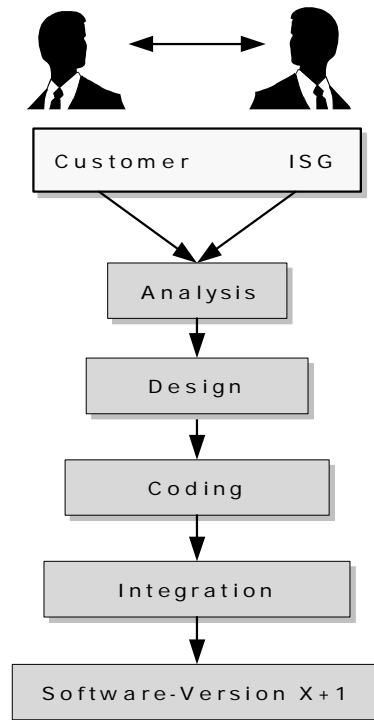 Customer ISG
Analysis
Design
Coding
Integration
Software-Version X+1